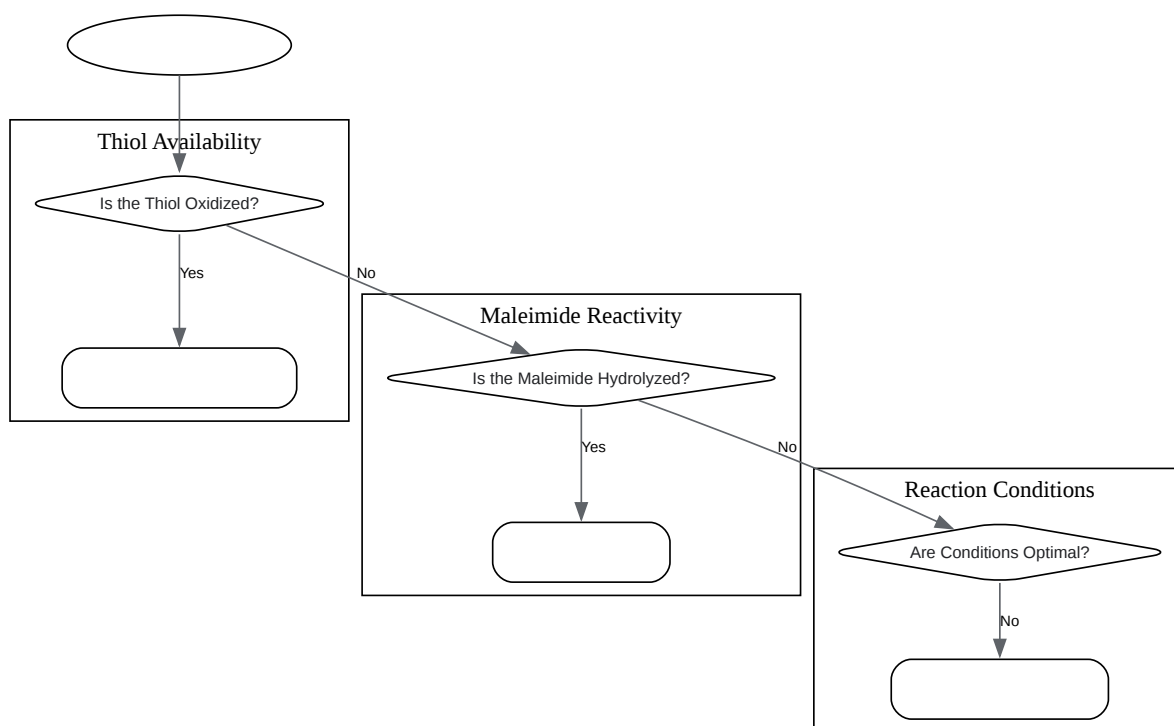 Thiol Availability
Is the Thiol Oxidized?
Yes
No
Maleimide Reactivity
Is the Maleimide Hydrolyzed?
Yes
No
Reaction Conditions
Are Conditions Optimal?
No